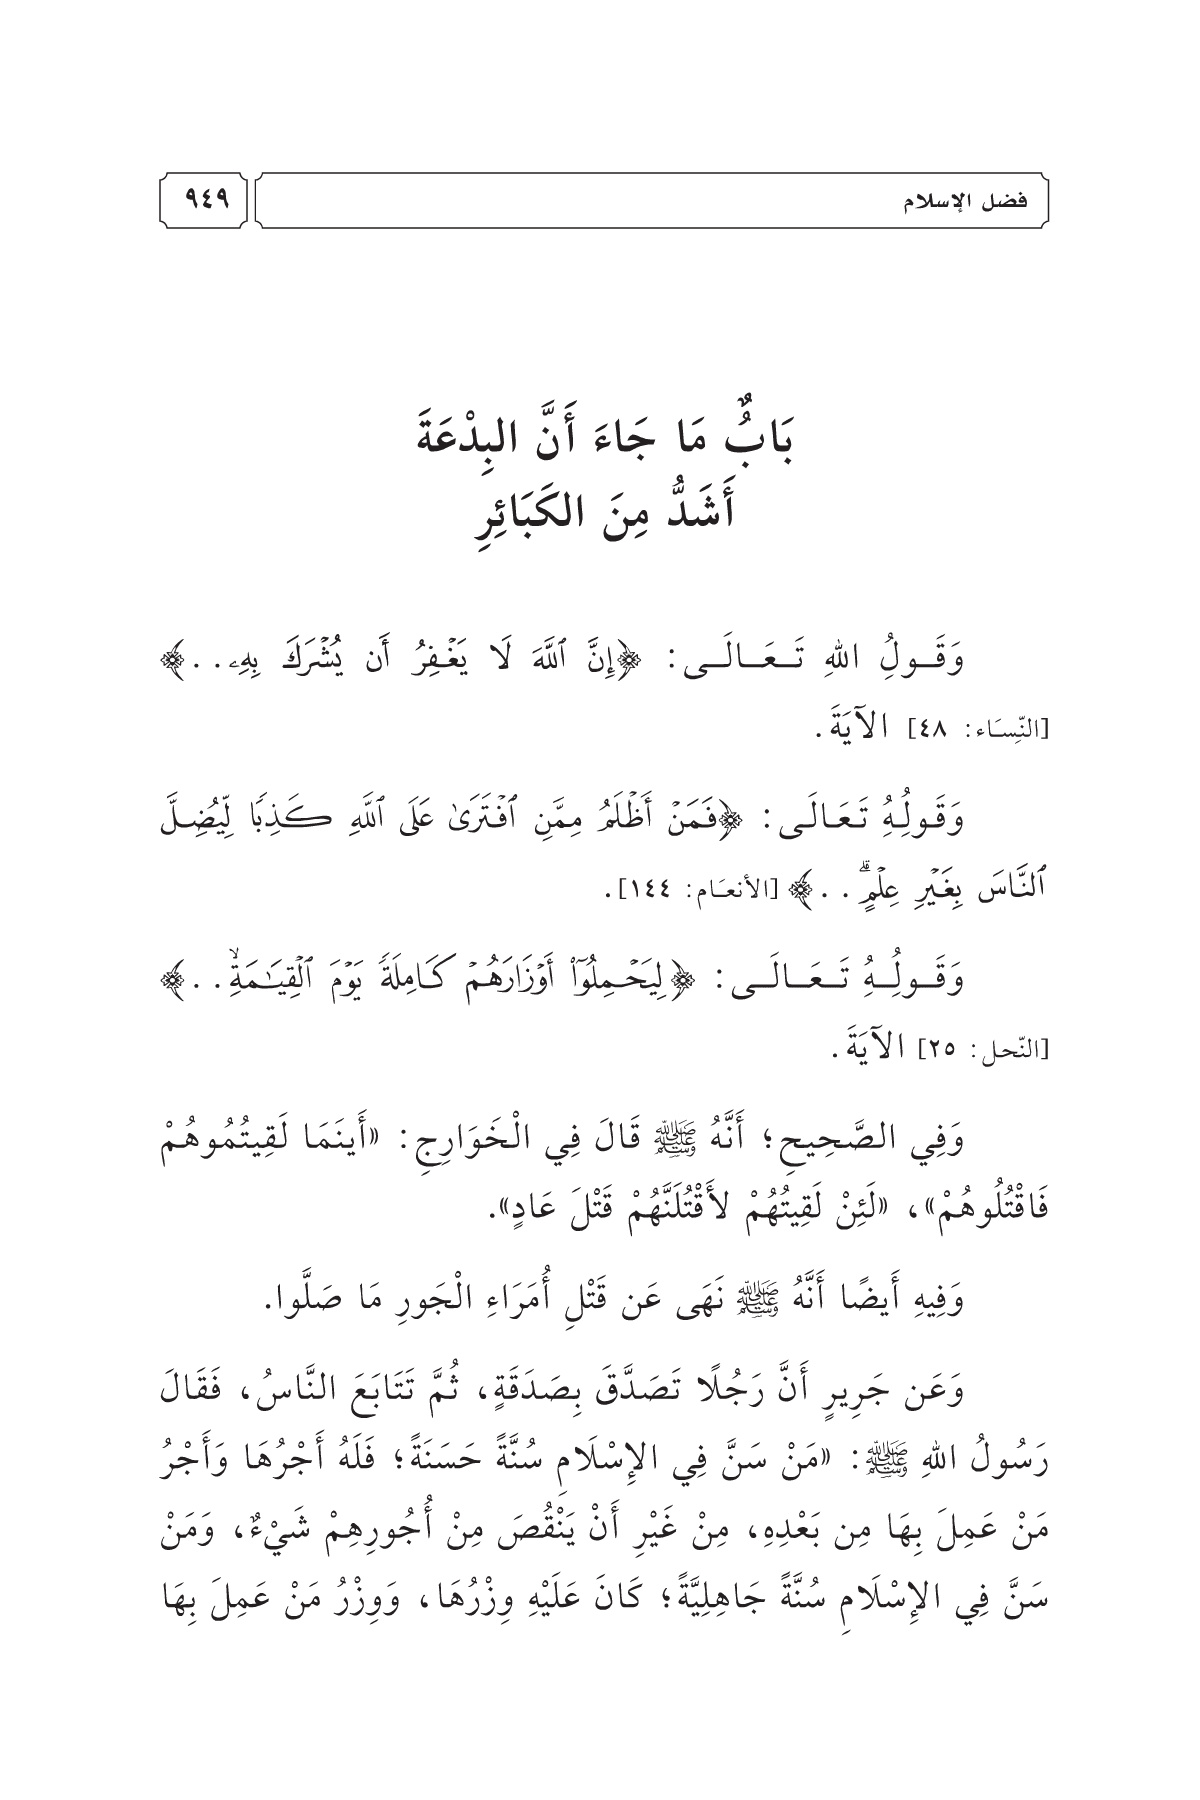 فضل الإسلام
٩٤٩
بَابٌُ مَا جَاءَ أَنَّ البِدْعَةَ
أَشَدُّ مِنَ الكَبَائِرِ
وَقَولُ اللهِ تَعَالَى: ﴿إِنَّ ٱللَّهَ لَا يَغۡفِرُ أَن يُشۡرَكَ بِهِۦ..﴾
[النِّسَاء: ٤٨] الآيَةَ.
وَقَولُِهُِ تَعَالَى: ﴿فَمَنۡ أَظۡلَمُ مِمَّنِ ٱفۡتَرَىٰ عَلَى ٱللَّهِ كَذِبٗا لِّيُضِلَّ
ٱلنَّاسَ بِغَيۡرِ عِلۡمٍۗ..﴾ [الأنعَام: ١٤٤].
وَقَولُِهُِ تَعَالَى: ﴿لِيَحۡمِلُوٓاْ أَوۡزَارَهُمۡ كَامِلَةٗ يَوۡمَ ٱلۡقِيَٰمَةِۙ..﴾
[النّحل: ٢٥] الآيَةَ.
وَفِي الصَّحِيحِ؛ أَنَّهُ ﷺ قَالَ فِي الْخَوَارِجِ: «أَينَمَا لَقِيتُمُوهُمْ
فَاقْتُلُوهُمْ»، «لَئِنْ لَقِيتُهُمْ لأَقْتُلَنَّهُمْ قَتْلَ عَادٍ».
وَفِيهِ أَيضًا أَنَّهُ ﷺ نَهَى عَن قَتْلِ أُمَرَاءِ الْجَورِ مَا صَلَّوا.
وَعَن جَرِيرٍ أَنَّ رَجُلًا تَصَدَّقَ بِصَدَقَةٍ، ثُمَّ تَتَابَعَ النَّاسُ، فَقَالَ
رَسُولُ اللهِ ﷺ: «مَنْ سَنَّ فِي الإِسْلَامِ سُنَّةً حَسَنَةً؛ فَلَهُ أَجْرُهَا وَأَجْرُ
مَنْ عَمِلَ بِهَا مِن بَعْدِهِ، مِنْ غَيْرِ أَنْ يَنْقُصَ مِنْ أُجُورِهِمْ شَيْءٌ، وَمَنْ
سَنَّ فِي الإِسْلَامِ سُنَّةً جَاهِلِيَّةً؛ كَانَ عَلَيْهِ وِزْرُهَا، وَوِزْرُ مَنْ عَمِلَ بِهَا